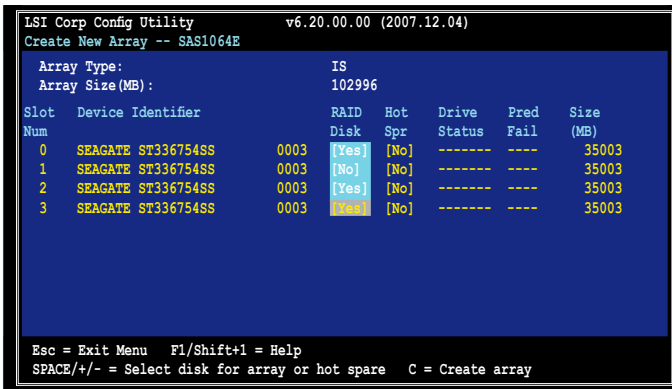 LSI Corp Config Utility v6.20.00.00 (2007.12.04)
Create New Array -- SAS1064E
Array Type: IS
Array Size(MB): 102996
Slot Device Identifier RAID Hot Drive Pred Size
Num Disk Spr Status Fail (MB)
0 SEAGATE ST336754SS 0003 [Yes] [No] ------- ---- 35003
1 SEAGATE ST336754SS 0003 [No] [No] ------- ---- 35003
2 SEAGATE ST336754SS 0003 [Yes] [No] ------- ---- 35003
3 SEAGATE ST336754SS 0003 [Yes] [No] ------- ---- 35003
Esc = Exit Menu F1/Shift+1 = Help
SPACE/+/- = Select disk for array or hot spare C = Create array